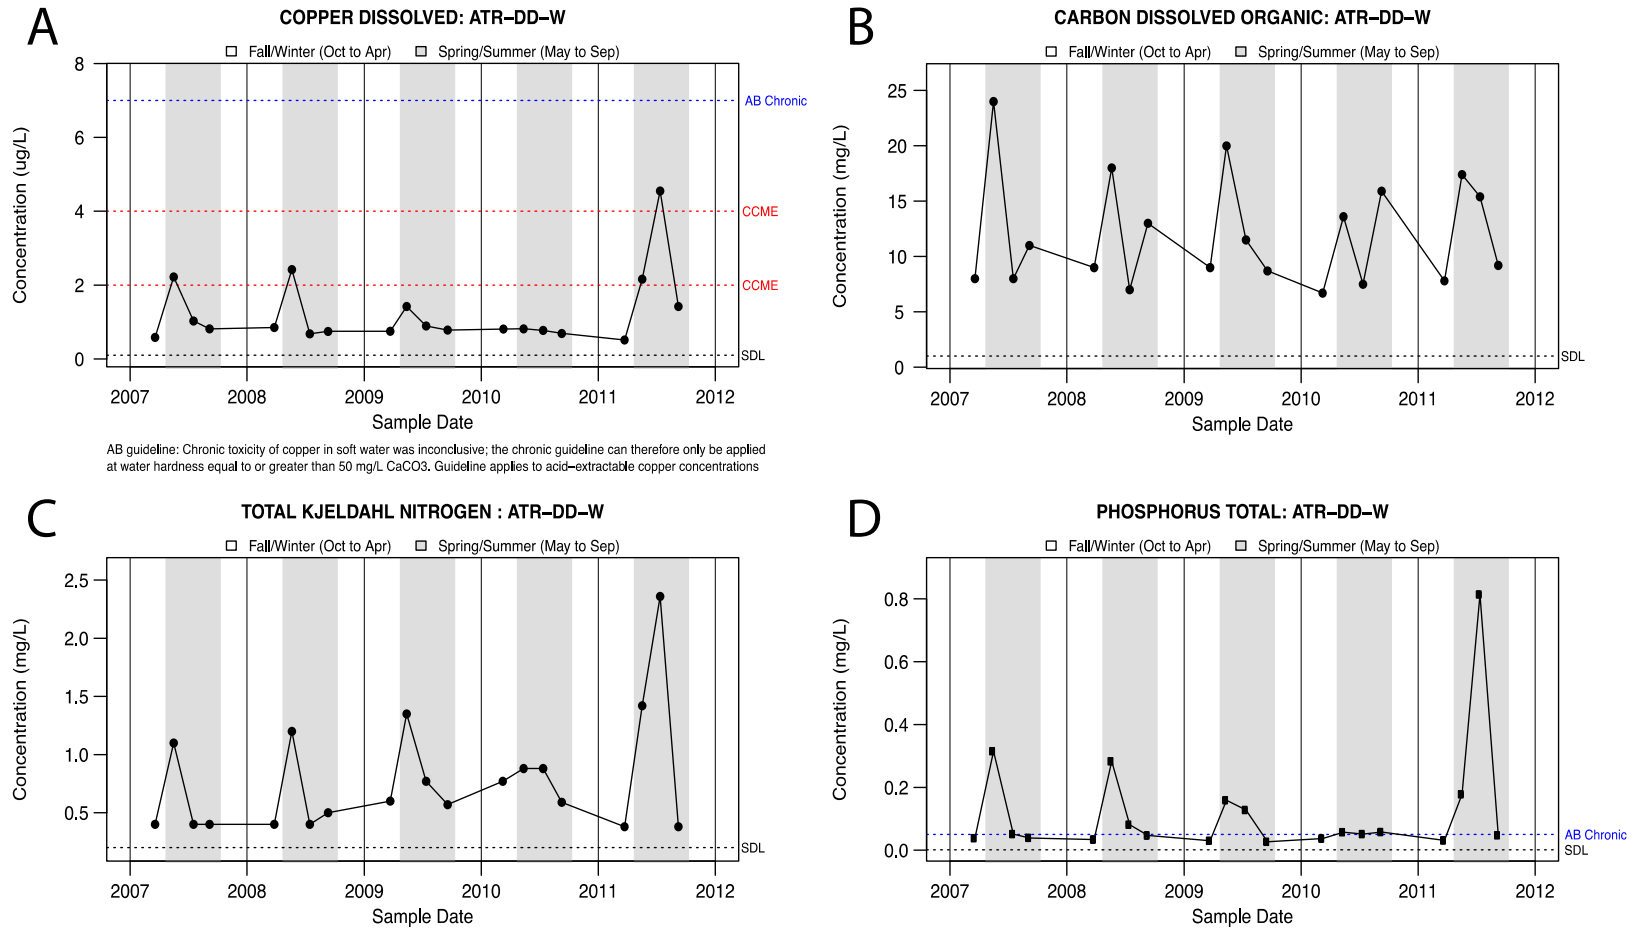 A
COPPER DISSOLVED: ATR−DD−W
Fall/Winter (Oct to Apr) Spring/Summer (May to Sep)
Concentration (ug/L)
8
6
4
2
0
AB Chronic
CCME
CCME
SDL
2007 2008 2009 2010 2011 2012
Sample Date
AB guideline: Chronic toxicity of copper in soft water was inconclusive; the chronic guideline can therefore only be applied
at water hardness equal to or greater than 50 mg/L CaCO3. Guideline applies to acid−extractable copper concentrations
B
CARBON DISSOLVED ORGANIC: ATR−DD−W
Fall/Winter (Oct to Apr) Spring/Summer (May to Sep)
Concentration (mg/L)
25
20
15
10
5
0
SDL
2007 2008 2009 2010 2011 2012
Sample Date
C
TOTAL KJELDAHL NITROGEN : ATR−DD−W
Fall/Winter (Oct to Apr) Spring/Summer (May to Sep)
Concentration (mg/L)
2.5
2.0
1.5
1.0
0.5
SDL
2007 2008 2009 2010 2011 2012
Sample Date
D
PHOSPHORUS TOTAL: ATR−DD−W
Fall/Winter (Oct to Apr) Spring/Summer (May to Sep)
Concentration (mg/L)
0.8
0.6
0.4
0.2
0.0
AB Chronic
SDL
2007 2008 2009 2010 2011 2012
Sample Date